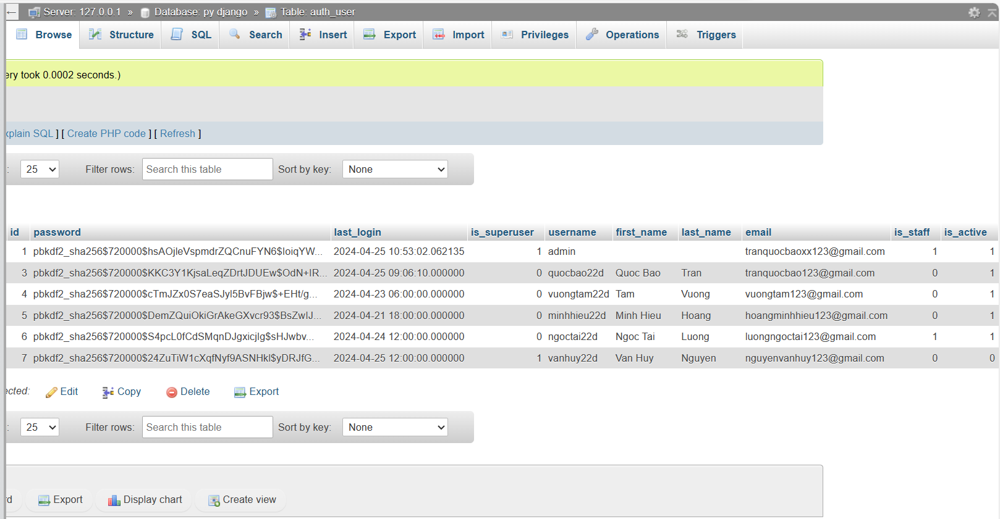 ← Server: 127.0.0.1 » Database: py django » Table: auth_user
Browse Structure SQL Search Insert Export Import Privileges Operations Triggers
ery took 0.0002 seconds.)
xplain SQL ] [ Create PHP code ] [ Refresh ]
: 25 Filter rows: Search this table Sort by key: None
id password last_login is_superuser username first_name last_name email is_staff is_active
1 pbkdf2_sha256$720000$hsAOjleVspmdrZQCnuFYN6$IoiqYW... 2024-04-25 10:53:02.062135 1 admin tranquocbaoxx123@gmail.com 1 1
3 pbkdf2_sha256$720000$KKC3Y1KjsaLeqZDrtJDUEw$OdN+IR... 2024-04-25 09:06:10.000000 0 quocbao22d Quoc Bao Tran tranquocbao123@gmail.com 0 1
4 pbkdf2_sha256$720000$cTmJZx0S7eaSJyl5BvFBjw$+EHt/g... 2024-04-23 06:00:00.000000 0 vuongtam22d Tam Vuong vuongtam123@gmail.com 0 1
5 pbkdf2_sha256$720000$DemZQuiOkiGrAkeGXvcr93$BsZwIJ... 2024-04-21 18:00:00.000000 0 minhhieu22d Minh Hieu Hoang hoangminhhieu123@gmail.com 0 1
6 pbkdf2_sha256$720000$S4pcL0fCdSMqnDJgxicjlg$sHJwbv... 2024-04-24 12:00:00.000000 0 ngoctai22d Ngoc Tai Luong luongngoctai123@gmail.com 1 1
7 pbkdf2_sha256$720000$24ZuTiW1cXqfNyf9ASNHkl$yDRJfG... 2024-04-25 12:00:00.000000 1 vanhuy22d Van Huy Nguyen nguyenvanhuy123@gmail.com 0 0
ected: Edit Copy Delete Export
: 25 Filter rows: Search this table Sort by key: None
rd Export Display chart Create view